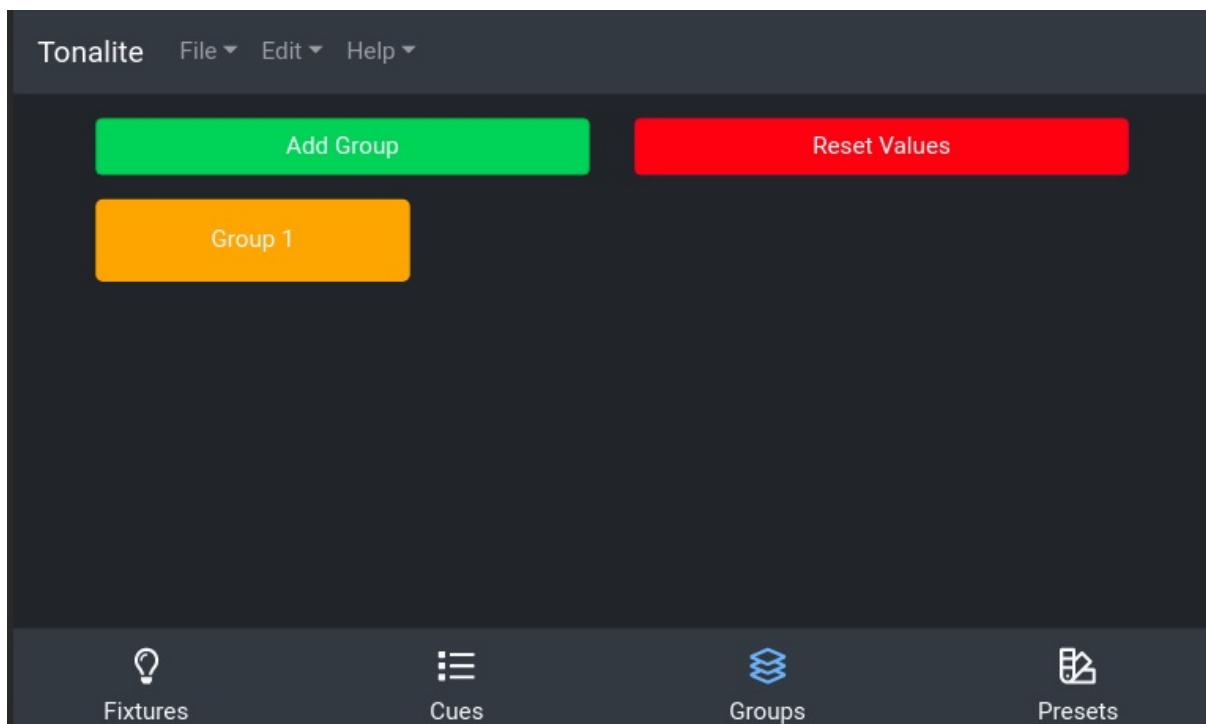 Tonalite File Edit Help
Add Group Reset Values
Group 1
Fixtures Cues Groups Presets